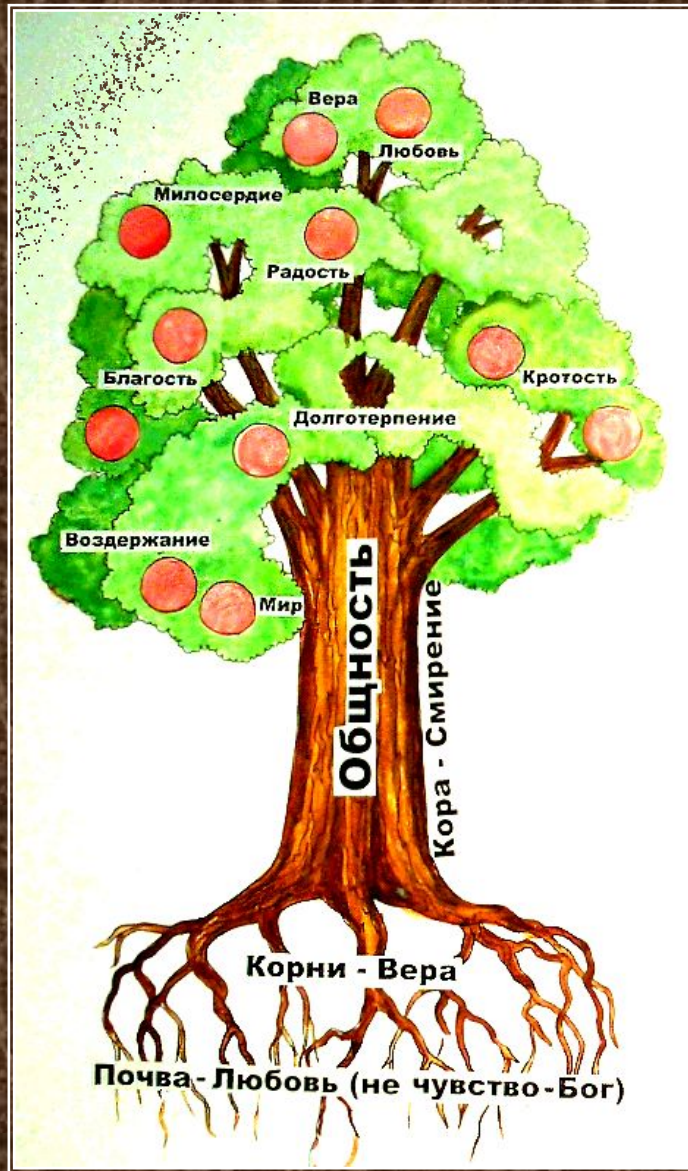 Вера
Любовь
Милосердие
Радость
Благость
Кротость
Долготерпение
Воздержание
Мир
Общность
Кора - Смирение
Корни - Вера
Почва-Любовь (не чувство-Бог)